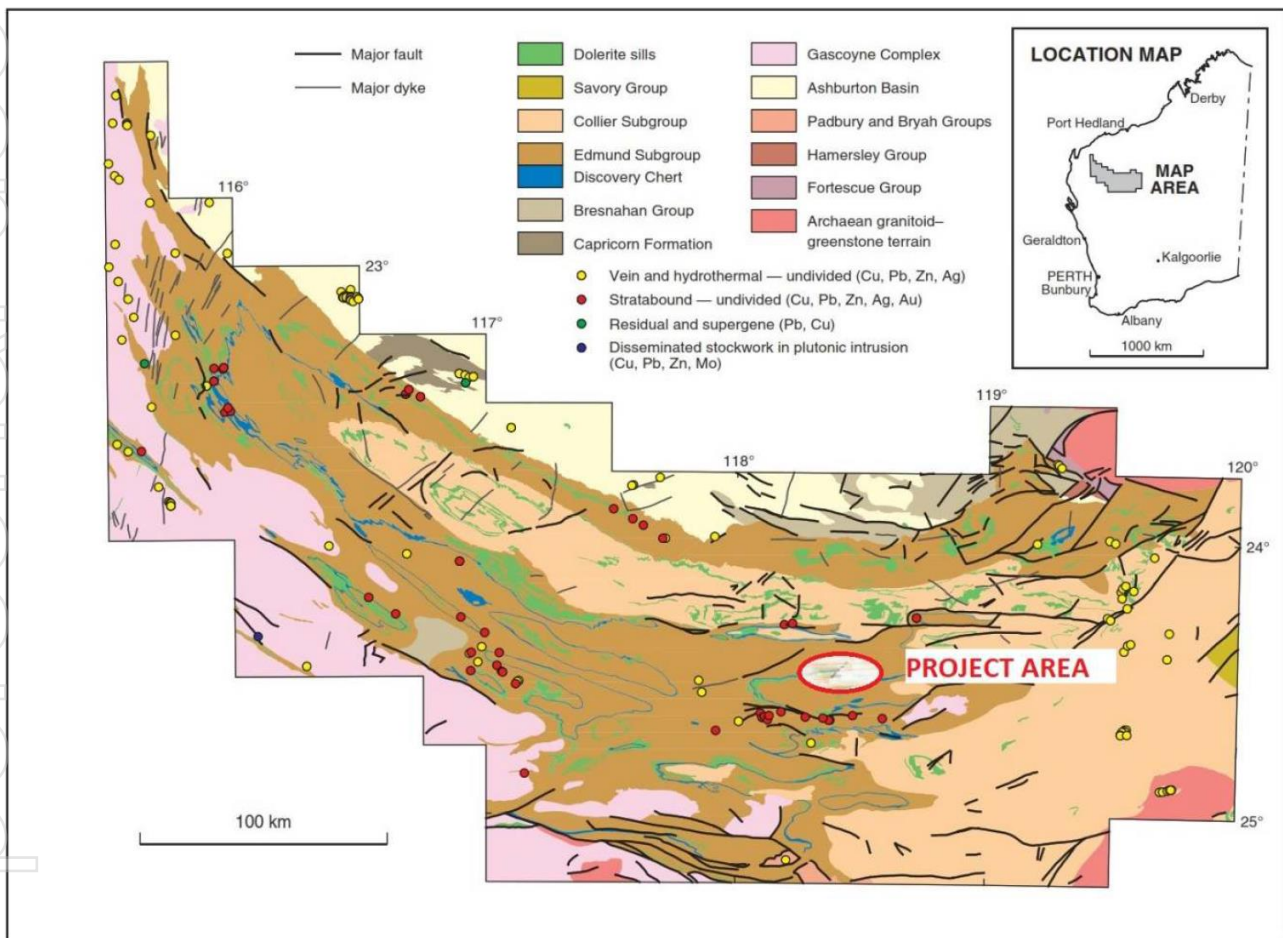 Major fault
Major dyke
Dolerite sills
Savory Group
Collier Subgroup
Edmund Subgroup
Discovery Chert
Bresnahan Group
Capricorn Formation
Gascoyne Complex
Ashburton Basin
Padbury and Bryah Groups
Hamersley Group
Fortescue Group
Archaean granitoid–
greenstone terrain
Vein and hydrothermal — undivided (Cu, Pb, Zn, Ag)
Stratabound — undivided (Cu, Pb, Zn, Ag, Au)
Residual and supergene (Pb, Cu)
Disseminated stockwork in plutonic intrusion
(Cu, Pb, Zn, Mo)
LOCATION MAP
Derby
Port Hedland
MAP
AREA
Geraldton
Kalgoorlie
PERTH
Bunbury
Albany
1000 km
116°
23°
117°
119°
118°
120°
24°
PROJECT AREA
100 km
25°